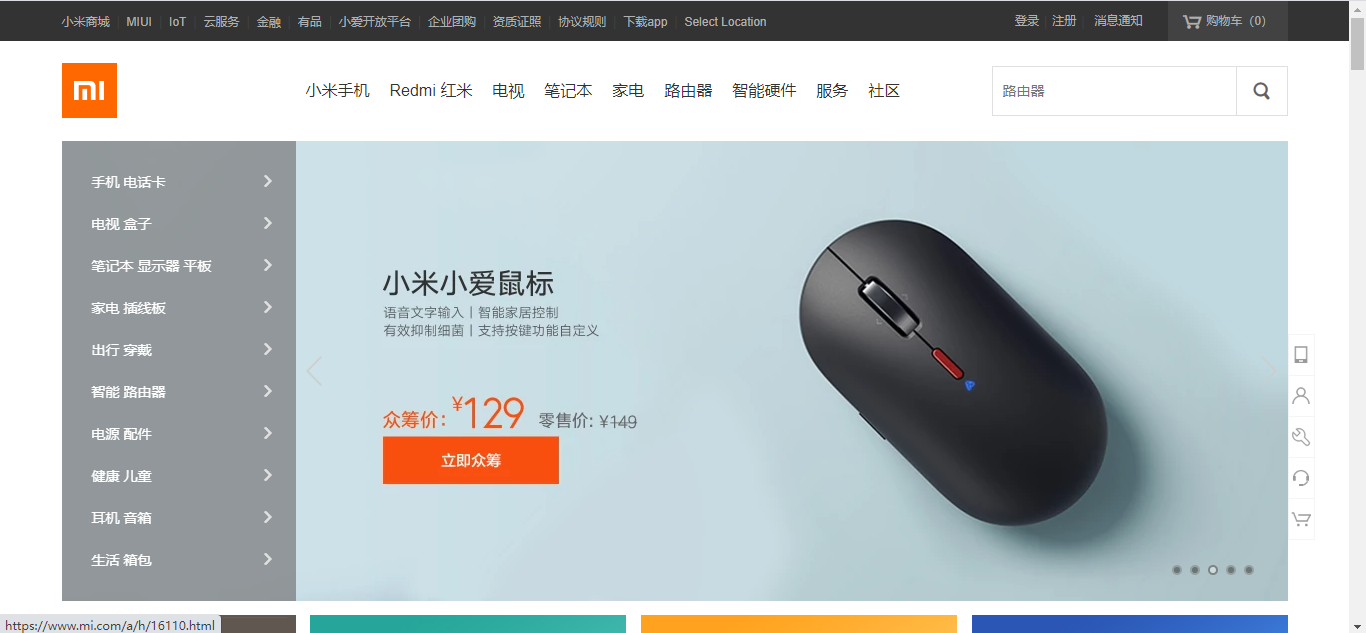 小米商城 MIUI IoT 云服务 金融 有品 小爱开放平台 企业团购 资质证照 协议规则 下载app Select Location 登录 注册 消息通知 购物车（0）
小米手机 Redmi 红米 电视 笔记本 家电 路由器 智能硬件 服务 社区 路由器
手机 电话卡
电视 盒子
笔记本 显示器 平板
家电 插线板
出行 穿戴
智能 路由器
电源 配件
健康 儿童
耳机 音箱
生活 箱包
小米小爱鼠标
语音文字输入丨智能家居控制
有效抑制细菌丨支持按键功能自定义
众筹价：¥129 零售价: ¥149
立即众筹
https://www.mi.com/a/h/16110.html